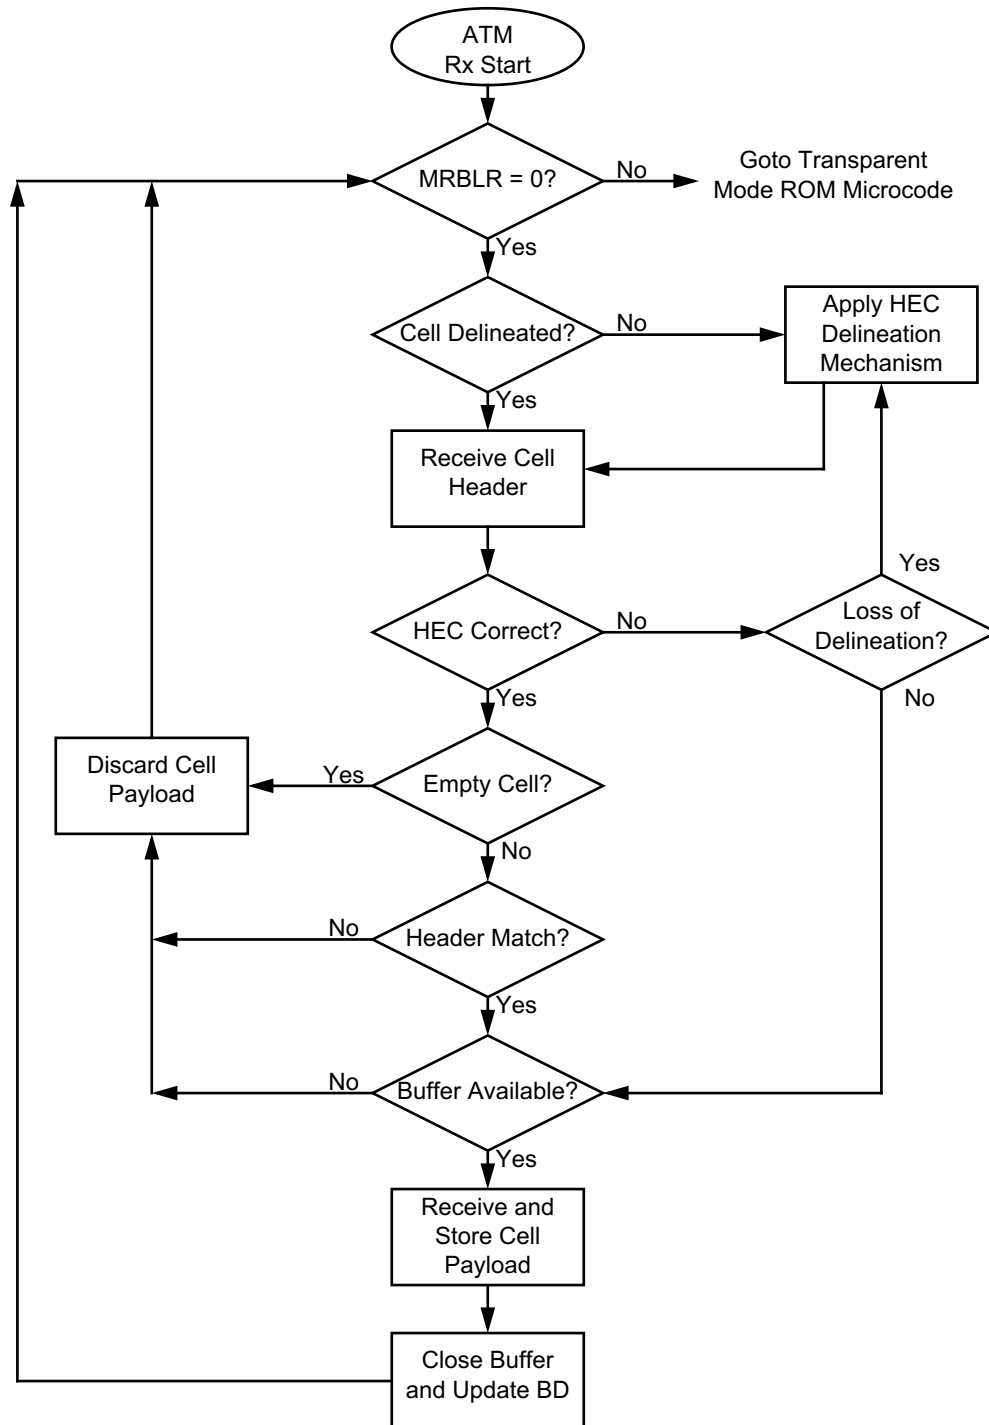 ATM
Rx Start
MRBLR = 0?
No
Goto Transparent
Mode ROM Microcode
Yes
Cell Delineated?
No
Apply HEC
Delineation
Mechanism
Yes
Receive Cell
Header
HEC Correct?
No
Loss of
Delineation?
Yes
No
Yes
Empty Cell?
Yes
Discard Cell
Payload
No
Header Match?
No
Yes
Buffer Available?
No
Yes
Receive and
Store Cell
Payload
Close Buffer
and Update BD